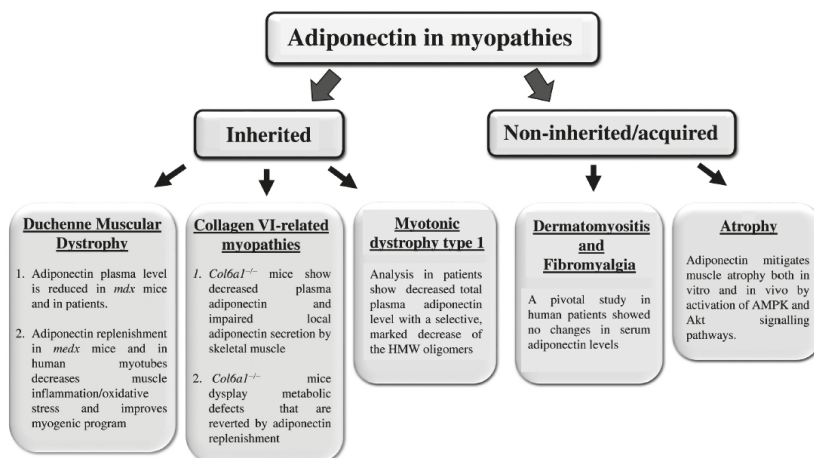 Adiponectin in myopathies
Inherited
Non-inherited/acquired
Duchenne Muscular
Dystrophy
1. Adiponectin plasma level
is reduced in mdx mice
and in patients.
2. Adiponectin replenishment
in medx mice and in
human myotubes
decreases muscle
inflammation/oxidative
stress and improves
myogenic program
Collagen VI-related
myopathies
1. Col6a1–/– mice show
decreased plasma
adiponectin and
impaired local
adiponectin secretion by
skeletal muscle
2. Col6a1–/– mice
dysplay metabolic
defects that are
reverted by adiponectin
replenishment
Myotonic
dystrophy type 1
Analysis in patients
show decreased total
plasma adiponectin
level with a selective,
marked decrease of
the HMW oligomers
Dermatomyositis
and
Fibromyalgia
A pivotal study in
human patients showed
no changes in serum
adiponectin levels
Atrophy
Adiponectin mitigates
muscle atrophy both in
vitro and in vivo by
activation of AMPK and
Akt signalling
pathways.